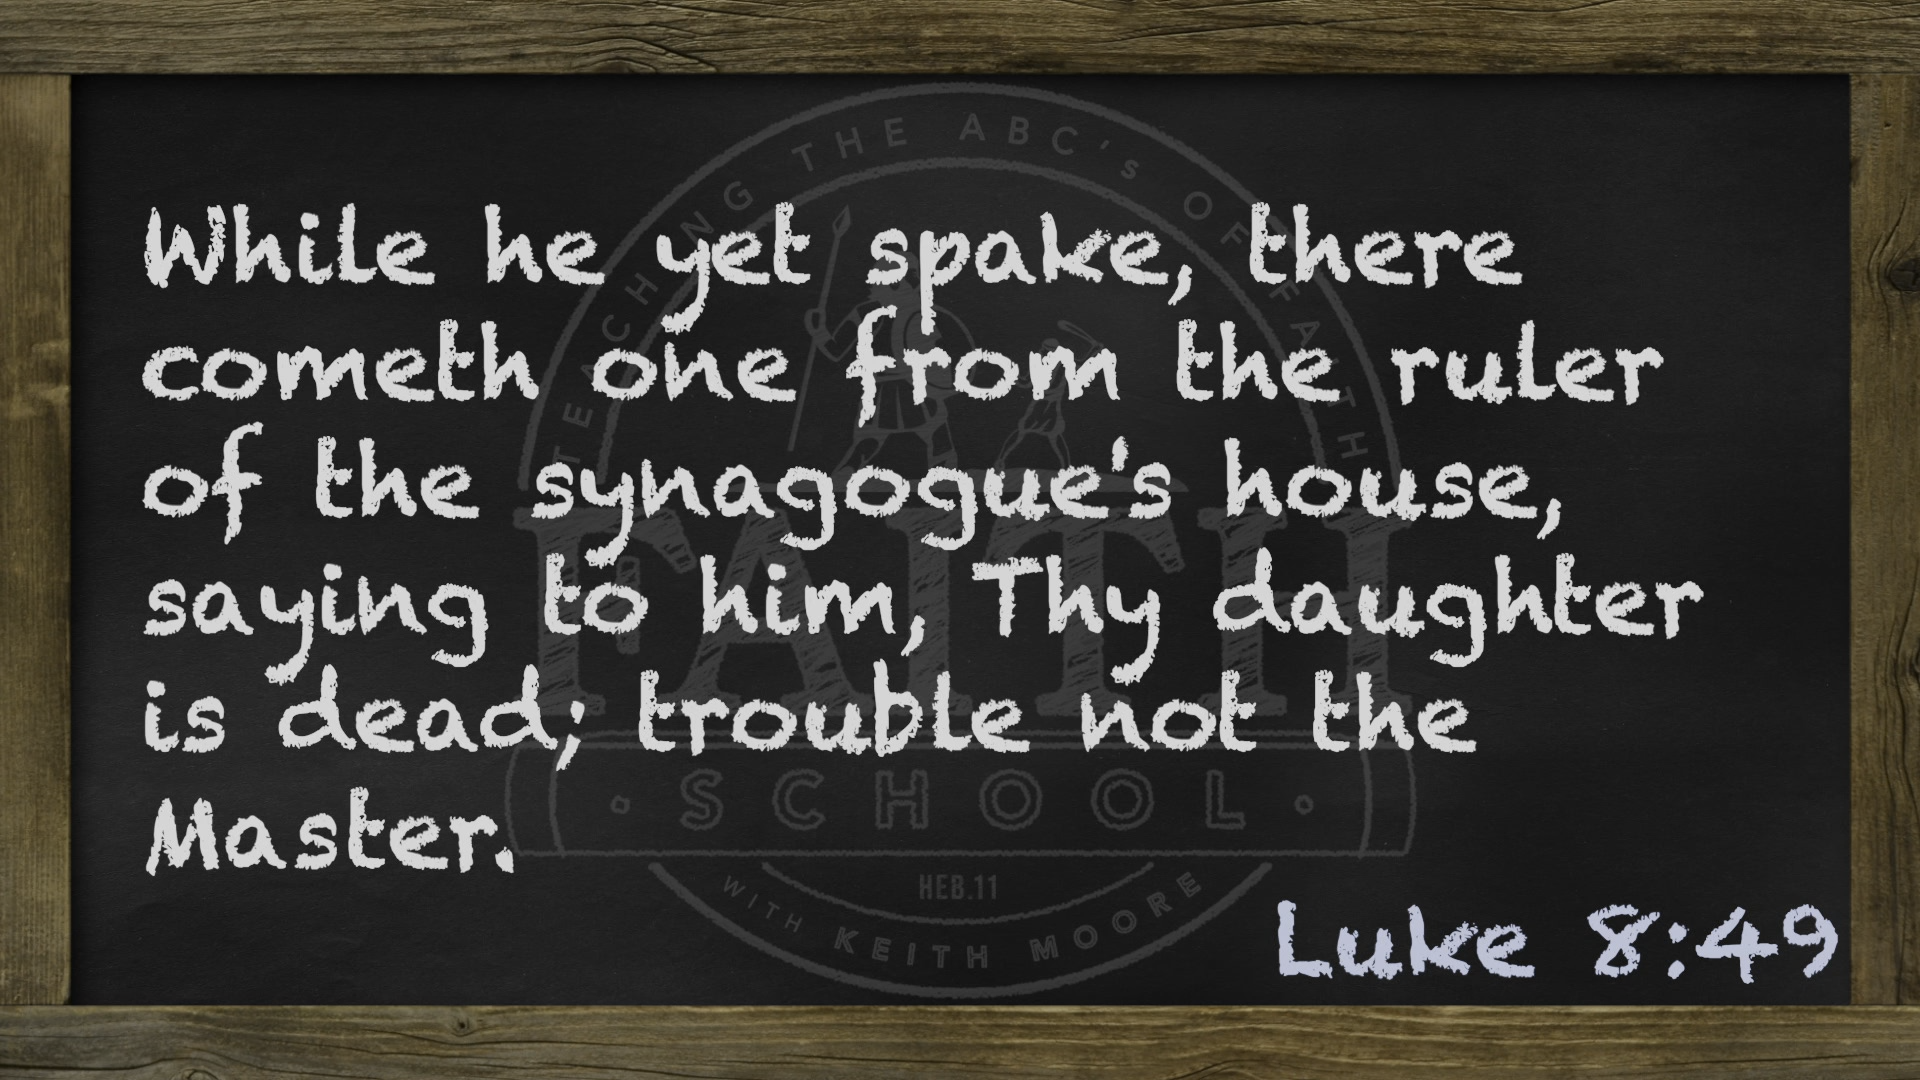 While he yet spake, there
cometh one from the ruler
of the synagogue's house,
saying to him, Thy daughter
is dead; trouble not the
Master.
Luke 8:49
TEACHING THE ABC's OF FAITH
FAITH
SCHOOL
HEB.11
WITH KEITH MOORE